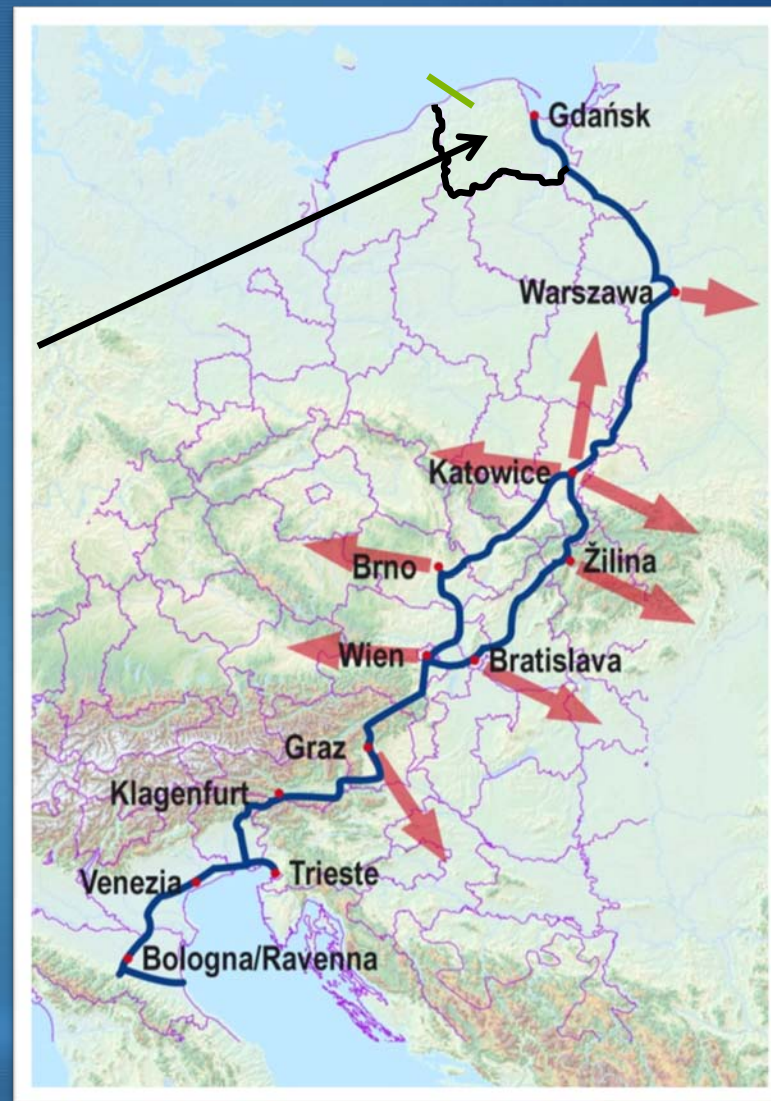 Gdańsk
Warszawa
Katowice
Brno
Žilina
Wien
Bratislava
Graz
Klagenfurt
Venezia
Trieste
Bologna/Ravenna